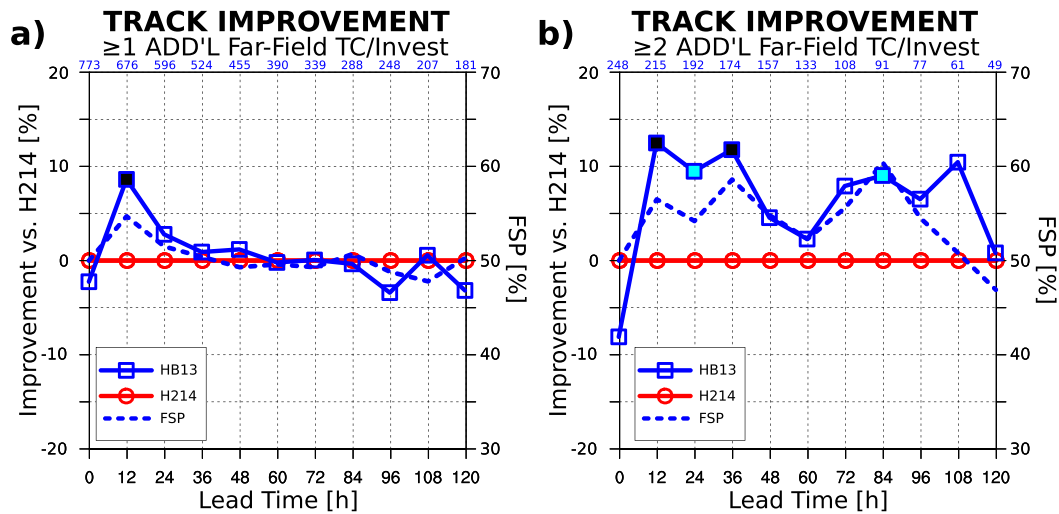 a)
TRACK IMPROVEMENT
≥1 ADD'L Far-Field TC/Invest
773 676 596 524 455 390 339 288 248 207 181
20
10
0
-10
-20
Improvement vs. H214 [%]
70
60
50
40
30
FSP [%]
HB13
H214
FSP
0 12 24 36 48 60 72 84 96 108 120
Lead Time [h]
b)
TRACK IMPROVEMENT
≥2 ADD'L Far-Field TC/Invest
248 215 192 174 157 133 108 91 77 61 49
20
10
0
-10
-20
Improvement vs. H214 [%]
70
60
50
40
30
FSP [%]
HB13
H214
FSP
0 12 24 36 48 60 72 84 96 108 120
Lead Time [h]